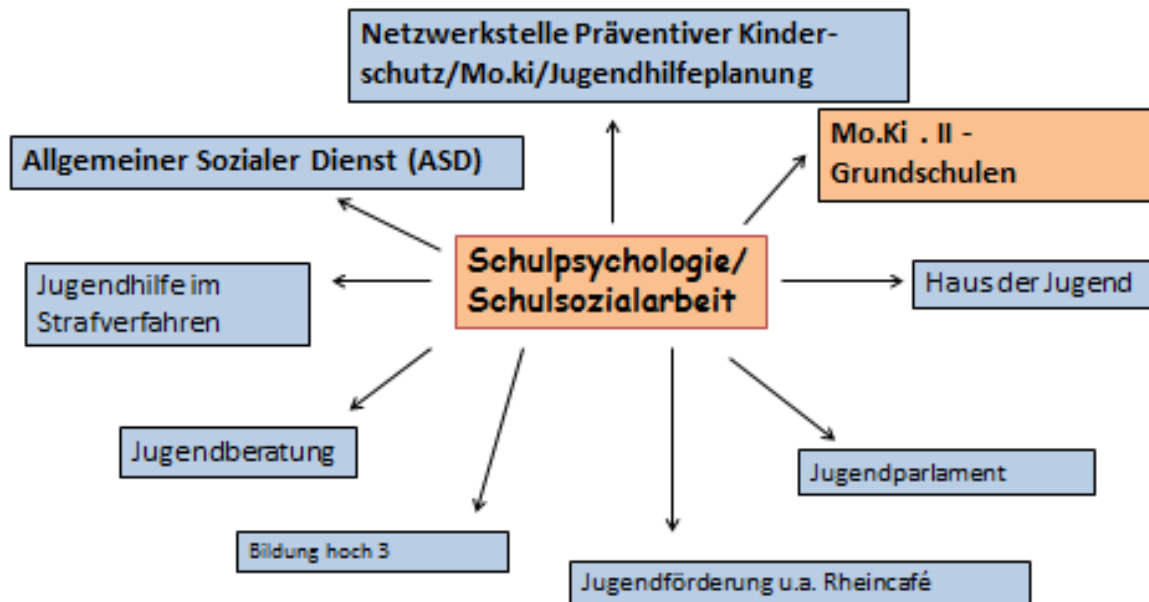 Netzwerkstelle Präventiver Kinder-
schutz/Mo.ki/Jugendhilfeplanung
Mo.Ki . II -
Grundschulen
Allgemeiner Sozialer Dienst (ASD)
Schulpsychologie/
Schulsozialarbeit
Jugendhilfe im
Strafverfahren
Haus der Jugend
Jugendberatung
Jugendparlament
Bildung hoch 3
Jugendförderung u.a. Rheincafé